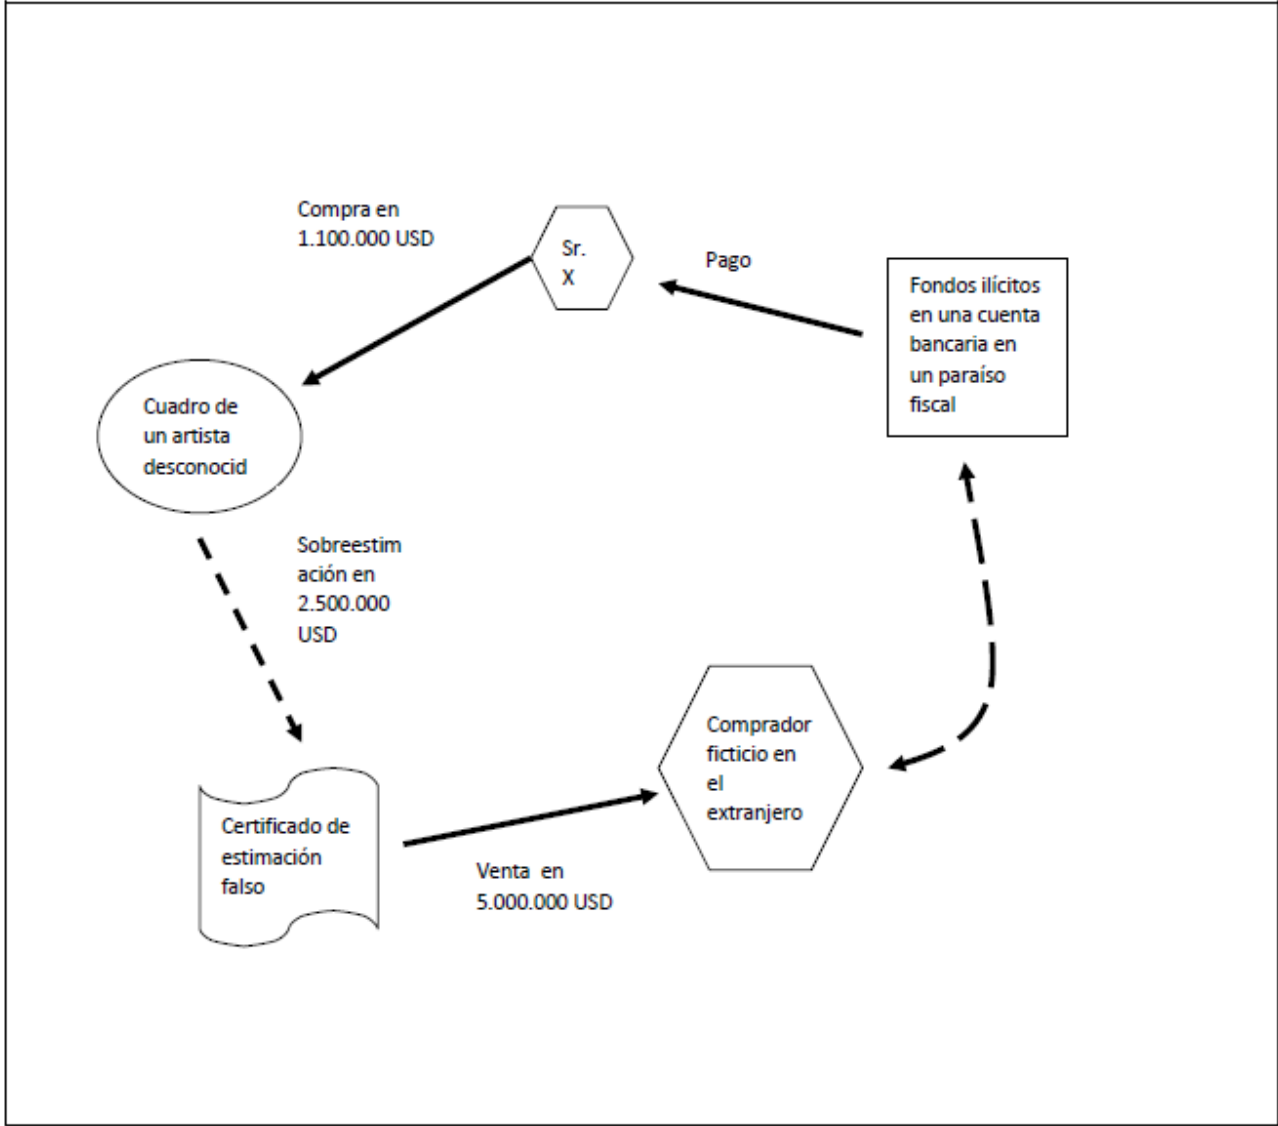 Compra en
1.100.000 USD
Sr.
X
Pago
Fondos ilícitos
en una cuenta
bancaria en
un paraíso
fiscal
Cuadro de
un artista
desconocid
Sobreestim
ación en
2.500.000
USD
Comprador
ficticio en
el
extranjero
Certificado de
estimación
falso
Venta en
5.000.000 USD